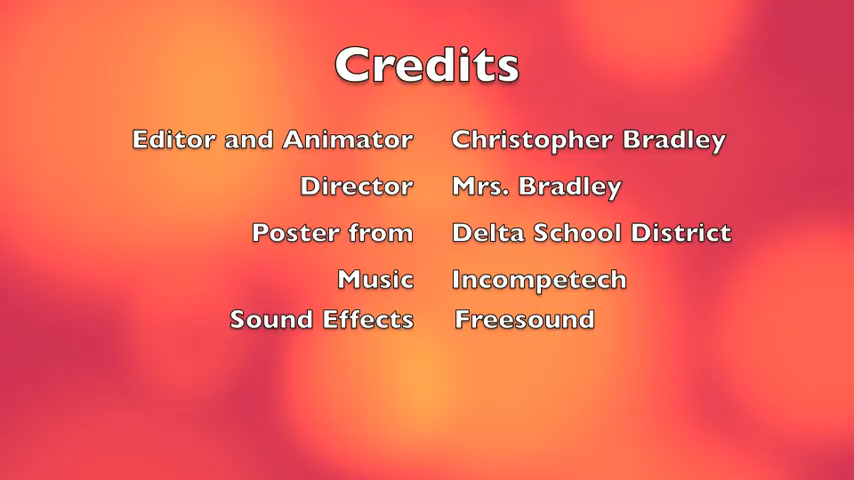 Credits
Editor and Animator Christopher Bradley
Director Mrs. Bradley
Poster from Delta School District
Music Incompetech
Sound Effects Freesound